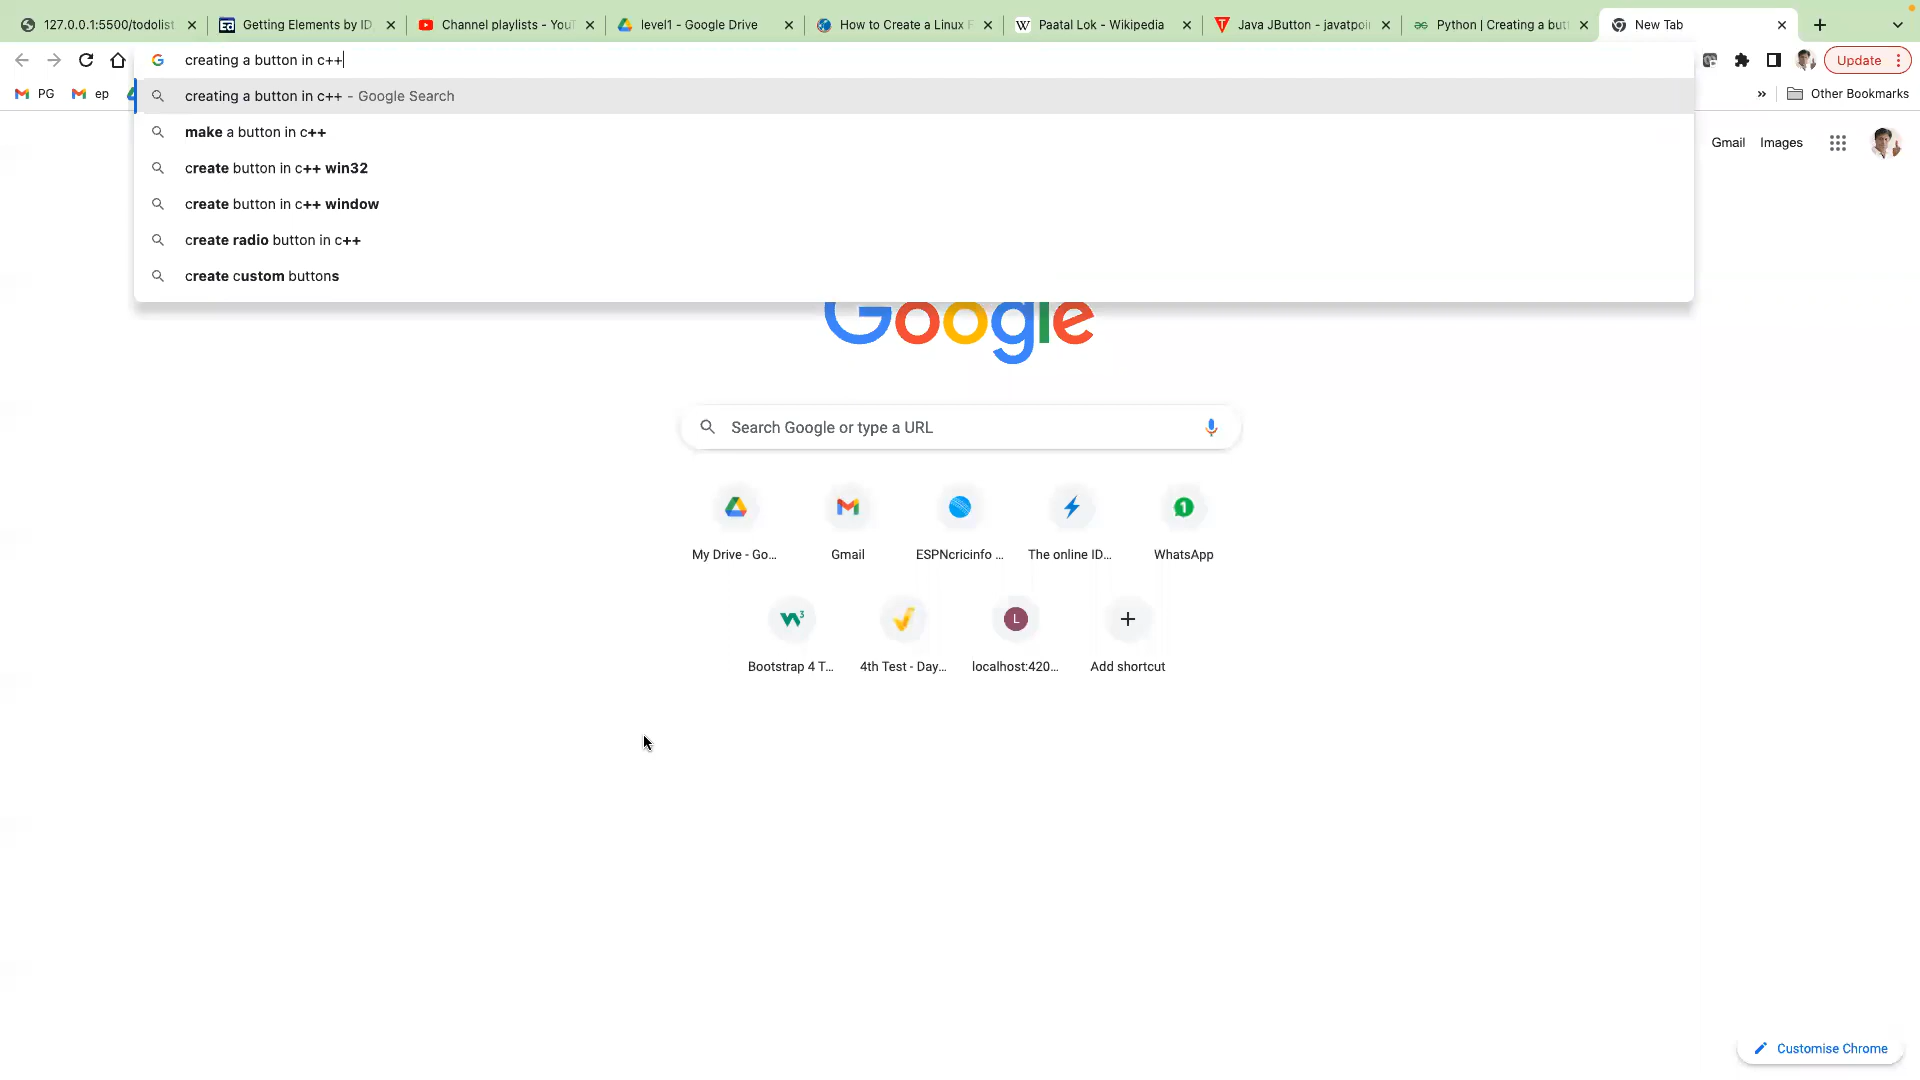 127.0.0.1:5500/todolist
Getting Elements by ID
Channel playlists - YouT
level1 - Google Drive
How to Create a Linux F
Paatal Lok - Wikipedia
Java JButton - javatpoin
Python | Creating a butt
New Tab
creating a button in c++
Update
PG
ep
»
Other Bookmarks
creating a button in c++ - Google Search
make a button in c++
create button in c++ win32
create button in c++ window
create radio button in c++
create custom buttons
Gmail
Images
Google
Search Google or type a URL
My Drive - Go...
Gmail
ESPNcricinfo ...
The online ID...
WhatsApp
Bootstrap 4 T...
4th Test - Day...
L
localhost:420...
Add shortcut
Customise Chrome